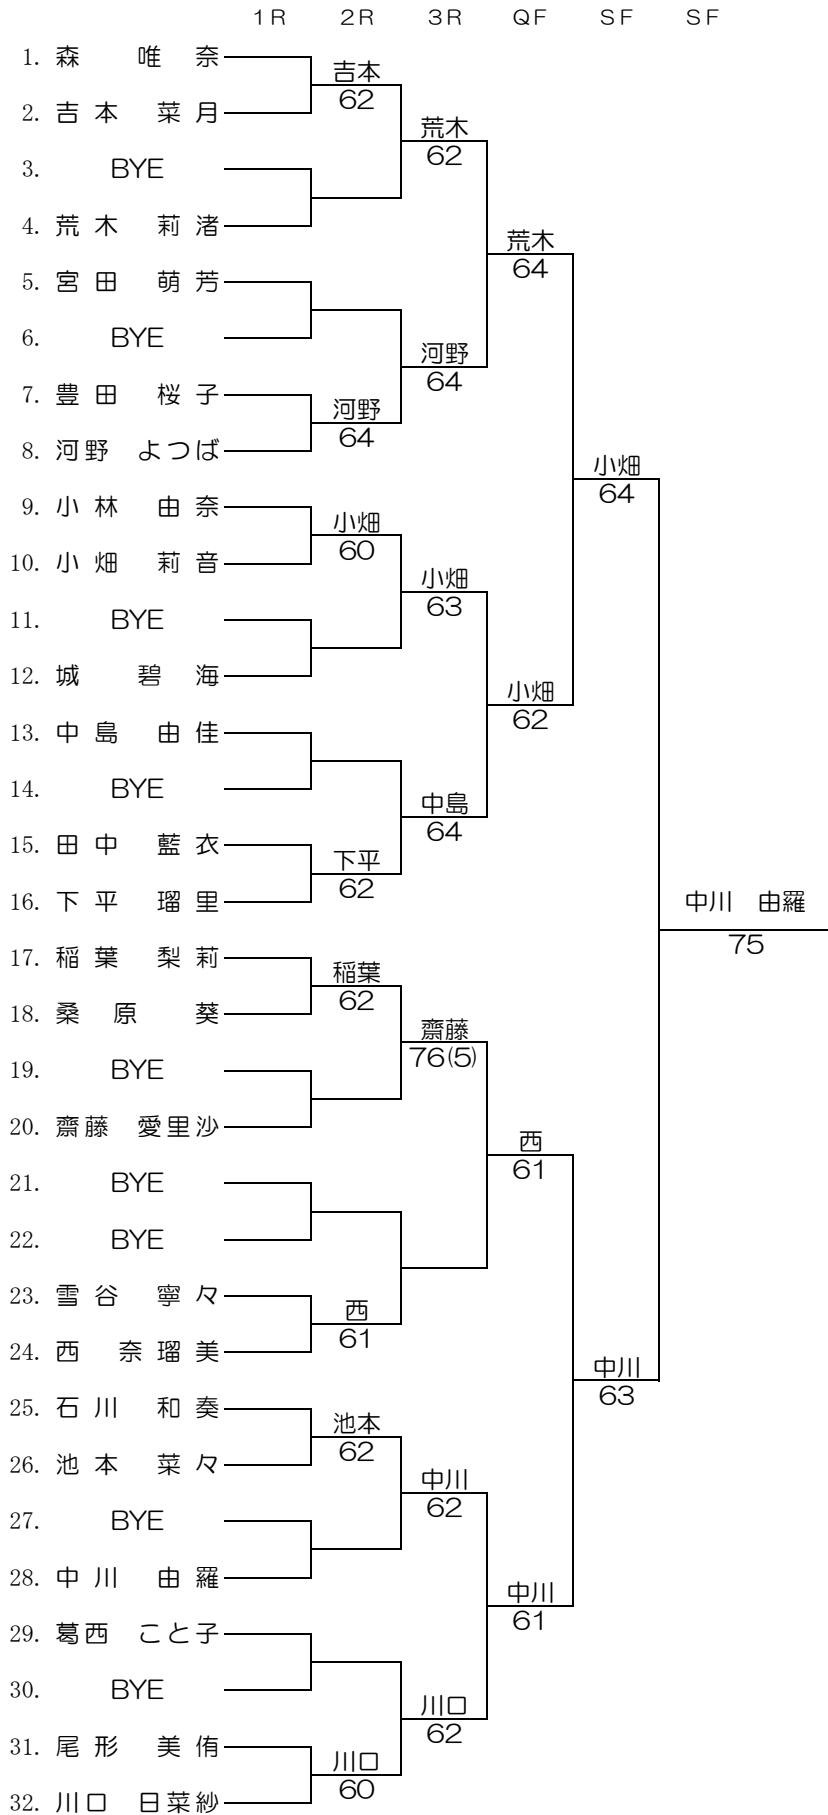 1R 2R 3R QF SF SF
1. 森 唯 奈
吉本
62
2. 吉 本 菜 月
荒木
62
3. BYE
4. 荒 木 莉 渚
荒木
64
5. 宮 田 萌 芳
6. BYE
河野
64
7. 豊 田 桜 子
河野
64
8. 河野 よつば
小畑
64
9. 小 林 由 奈
小畑
60
10. 小 畑 莉 音
小畑
63
11. BYE
12. 城 碧 海
小畑
62
13. 中 島 由 佳
14. BYE
中島
64
15. 田 中 藍 衣
下平
62
16. 下 平 瑠 里
中川 由羅
75
17. 稲 葉 梨 莉
稲葉
62
18. 桑 原 葵
齋藤
76(5)
19. BYE
20. 齋藤 愛里沙
西
61
21. BYE
22. BYE
23. 雪 谷 寧 々
西
61
24. 西 奈 瑠 美
中川
63
25. 石 川 和 奏
池本
62
26. 池 本 菜 々
中川
62
27. BYE
28. 中 川 由 羅
中川
61
29. 葛西 こと子
30. BYE
川口
62
31. 尾 形 美 侑
川口
60
32. 川口 日菜紗